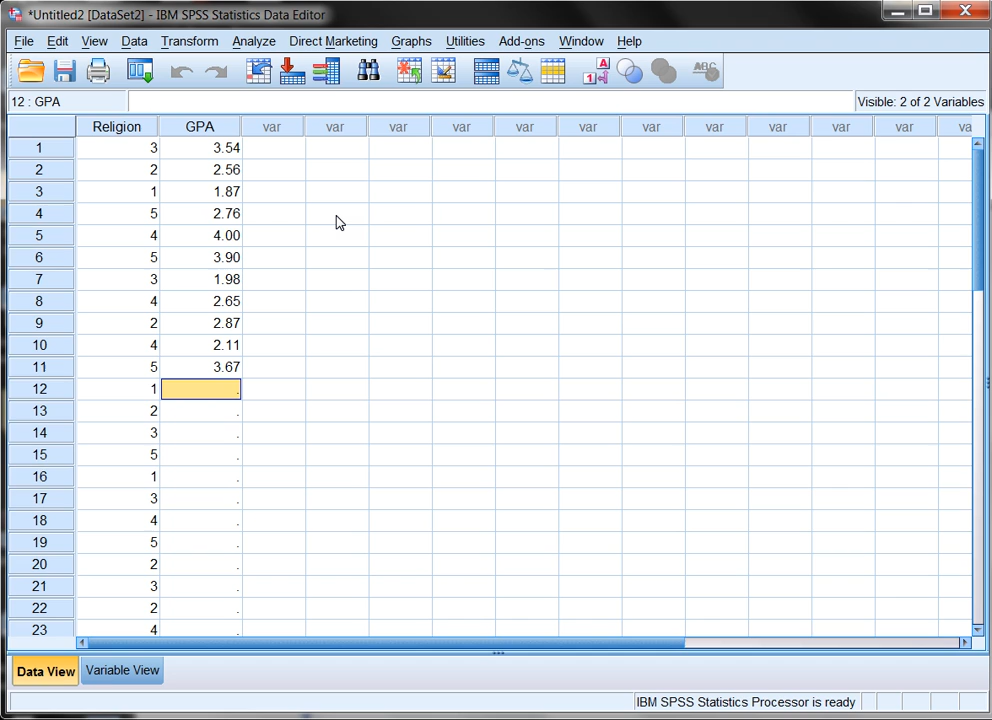 *Untitled2 [DataSet2] - IBM SPSS Statistics Data Editor
File Edit View Data Transform Analyze Direct Marketing Graphs Utilities Add-ons Window Help
12 : GPA Visible: 2 of 2 Variables
Religion GPA var var var var var var var var var var var va
1 3 3.54
2 2 2.56
3 1 1.87
4 5 2.76
5 4 4.00
6 5 3.90
7 3 1.98
8 4 2.65
9 2 2.87
10 4 2.11
11 5 3.67
12 1 .
13 2 .
14 3 .
15 5 .
16 1 .
17 3 .
18 4 .
19 5 .
20 2 .
21 3 .
22 2 .
23 4 .
Data View Variable View
IBM SPSS Statistics Processor is ready